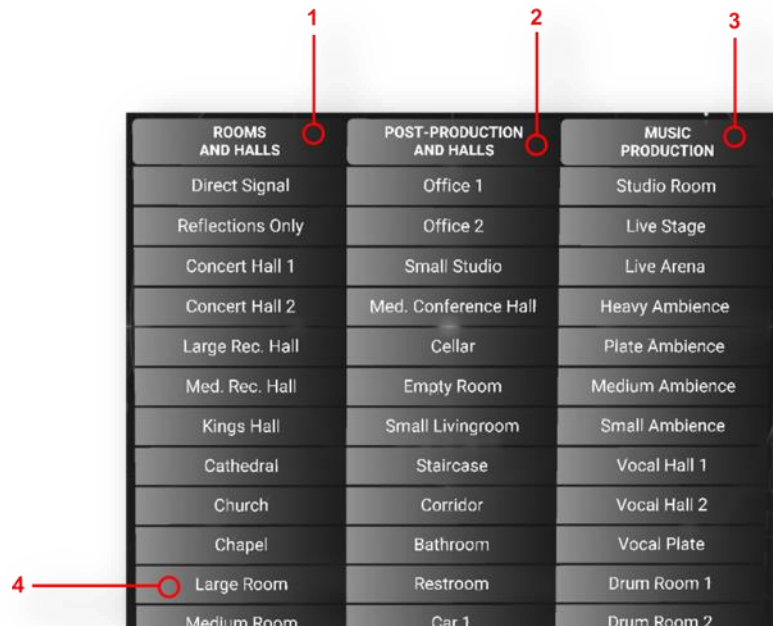 1
2
3
ROOMS
AND HALLS
POST-PRODUCTION
AND HALLS
MUSIC
PRODUCTION
Direct Signal
Office 1
Studio Room
Reflections Only
Office 2
Live Stage
Concert Hall 1
Small Studio
Live Arena
Concert Hall 2
Med. Conference Hall
Heavy Ambience
Large Rec. Hall
Cellar
Plate Ambience
Med. Rec. Hall
Empty Room
Medium Ambience
Kings Hall
Small Livingroom
Small Ambience
Cathedral
Staircase
Vocal Hall 1
Church
Corridor
Vocal Hall 2
Chapel
Bathroom
Vocal Plate
4
Large Room
Restroom
Drum Room 1
Medium Room
Car 1
Drum Room 2